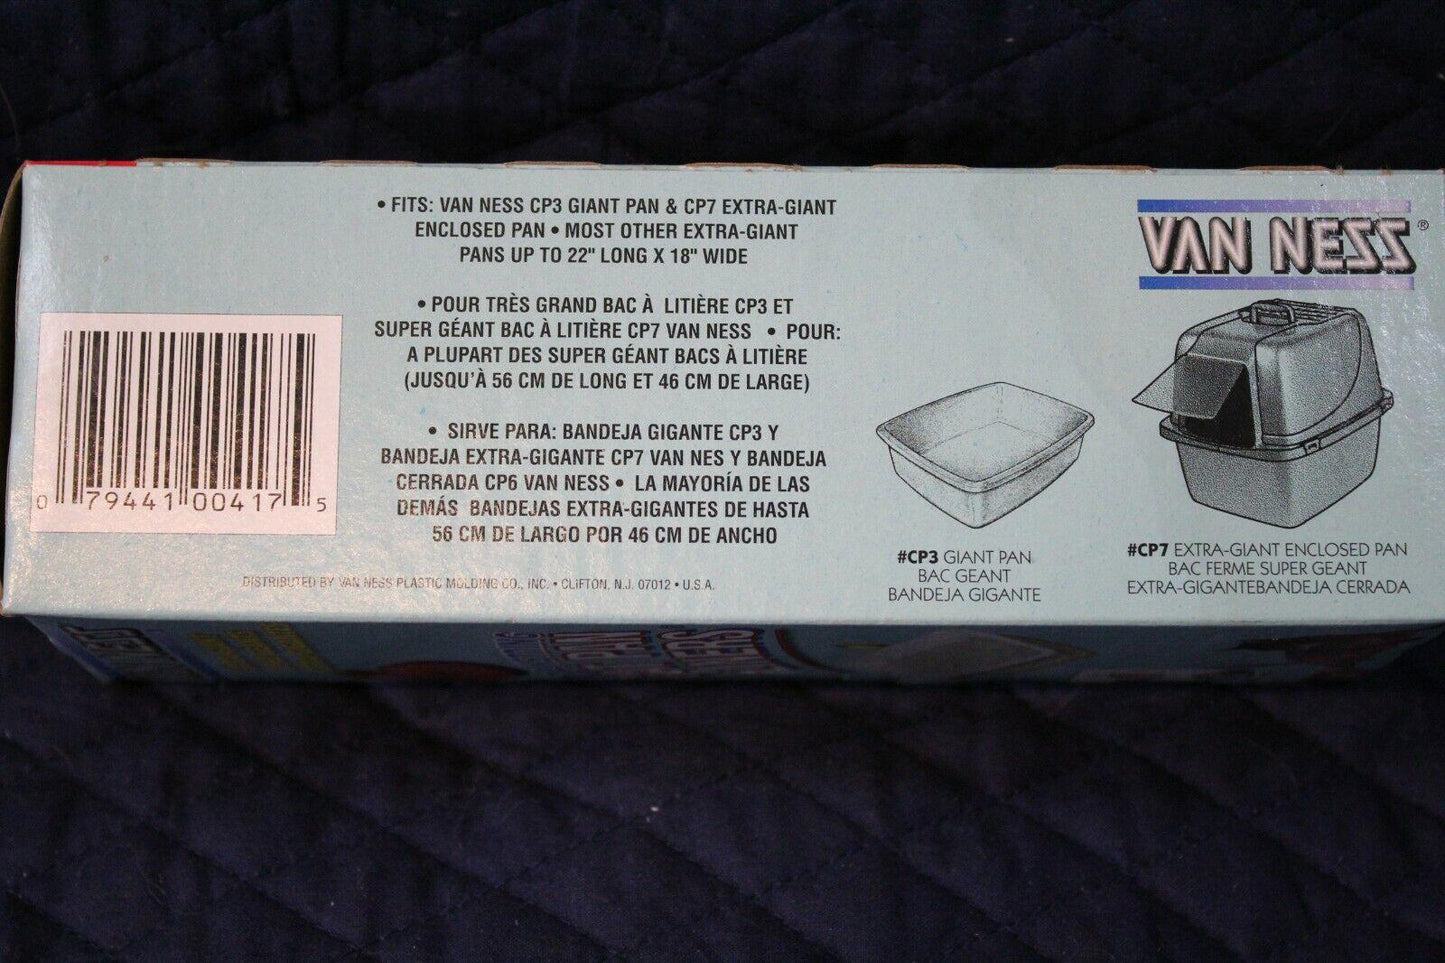 • FITS: VAN NESS CP3 GIANT PAN & CP7 EXTRA-GIANT
ENCLOSED PAN • MOST OTHER EXTRA-GIANT
PANS UP TO 22" LONG X 18" WIDE
• POUR TRÈS GRAND BAC À LITIÈRE CP3 ET
SUPER GÉANT BAC À LITIÈRE CP7 VAN NESS • POUR:
A PLUPART DES SUPER GÉANT BACS À LITIÈRE
(JUSQU'À 56 CM DE LONG ET 46 CM DE LARGE)
• SIRVE PARA: BANDEJA GIGANTE CP3 Y
BANDEJA EXTRA-GIGANTE CP7 VAN NES Y BANDEJA
CERRADA CP6 VAN NESS • LA MAYORÍA DE LAS
DEMÁS BANDEJAS EXTRA-GIGANTES DE HASTA
56 CM DE LARGO POR 46 CM DE ANCHO
0 79441 00417 5
DISTRIBUTED BY VAN NESS PLASTIC MOLDING CO., INC. • CLIFTON, N.J. 07012 • U.S.A.
VAN NESS®
#CP3 GIANT PAN
BAC GEANT
BANDEJA GIGANTE
#CP7 EXTRA-GIANT ENCLOSED PAN
BAC FERME SUPER GEANT
EXTRA-GIGANTEBANDEJA CERRADA